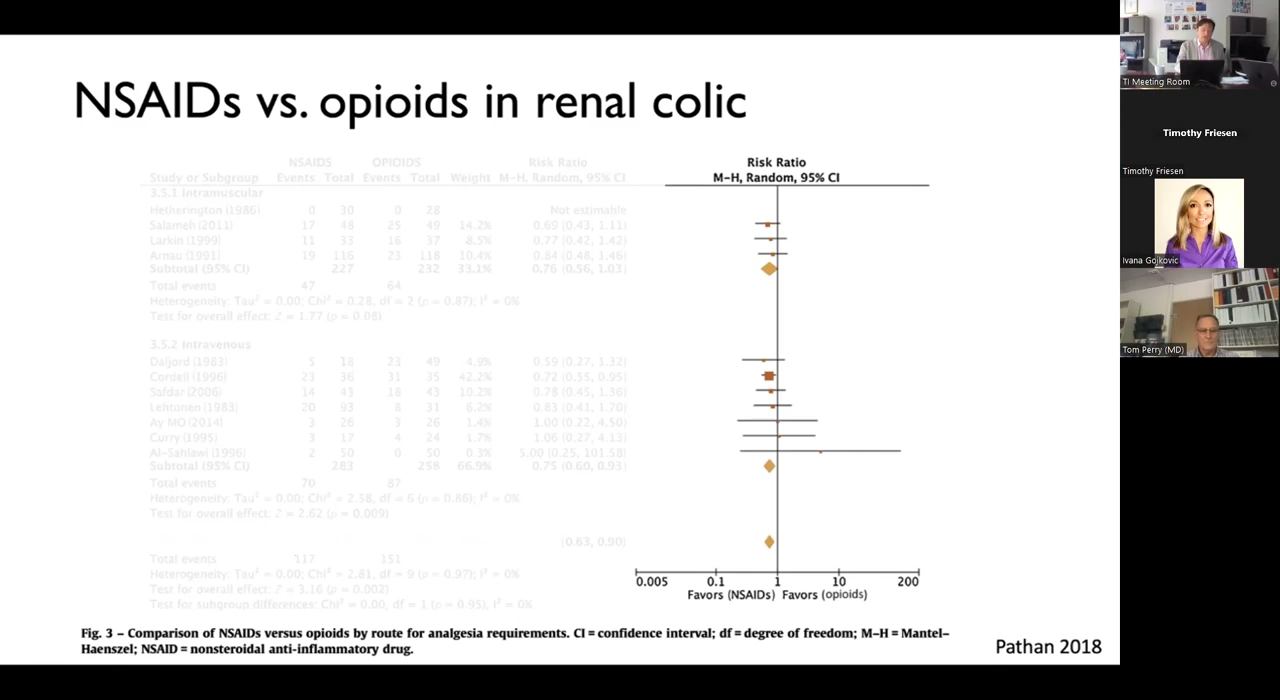 NSAIDs vs. opioids in renal colic
NSAIDS OPIOIDS Risk Ratio Risk Ratio
Study or Subgroup Events Total Events Total Weight M-H, Random, 95% CI M-H, Random, 95% CI
3.5.1 Intramuscular
Hetherington (1986) 0 30 0 28 Not estimable
Salameh (2011) 17 48 25 49 14.2% 0.69 (0.43, 1.11)
Larkin (1999) 11 33 16 37 8.5% 0.77 (0.42, 1.42)
Arnau (1991) 19 116 23 118 10.4% 0.84 (0.48, 1.46)
Subtotal (95% CI) 227 232 33.1% 0.76 (0.56, 1.03)
Total events 47 64
Heterogeneity: Tau² = 0.00; Chi² = 0.28, df = 2 (p = 0.87); I² = 0%
Test for overall effect: Z = 1.77 (p = 0.08)
3.5.2 Intravenous
Daljord (1983) 5 18 23 49 4.9% 0.59 (0.27, 1.32)
Cordell (1996) 23 36 31 35 42.2% 0.72 (0.55, 0.95)
Safdar (2006) 14 43 18 43 10.2% 0.78 (0.45, 1.36)
Lehtonen (1983) 20 93 8 31 6.2% 0.83 (0.41, 1.70)
Ay MO (2014) 3 26 3 26 1.4% 1.00 (0.22, 4.50)
Curry (1995) 3 17 4 24 1.7% 1.06 (0.27, 4.13)
Al-Sahlawi (1996) 2 50 0 50 0.3% 5.00 (0.25, 101.58)
Subtotal (95% CI) 283 258 66.9% 0.75 (0.60, 0.93)
Total events 70 87
Heterogeneity: Tau² = 0.00; Chi² = 2.58, df = 6 (p = 0.86); I² = 0%
Test for overall effect: Z = 2.62 (p = 0.009)
(0.63, 0.90)
Total events 117 151
Heterogeneity: Tau² = 0.00; Chi² = 2.81, df = 9 (p = 0.97); I² = 0%
Test for overall effect: Z = 3.16 (p = 0.002)
Test for subgroup differences: Chi² = 0.00, df = 1 (p = 0.95), I² = 0%
0.005 0.1 1 10 200
Favors (NSAIDs) Favors (opioids)
Fig. 3 – Comparison of NSAIDs versus opioids by route for analgesia requirements. CI = confidence interval; df = degree of freedom; M–H = Mantel–
Haenszel; NSAID = nonsteroidal anti-inflammatory drug.
Pathan 2018
TI Meeting Room
Timothy Friesen
Timothy Friesen
Ivana Gojkovic
Tom Perry (MD)